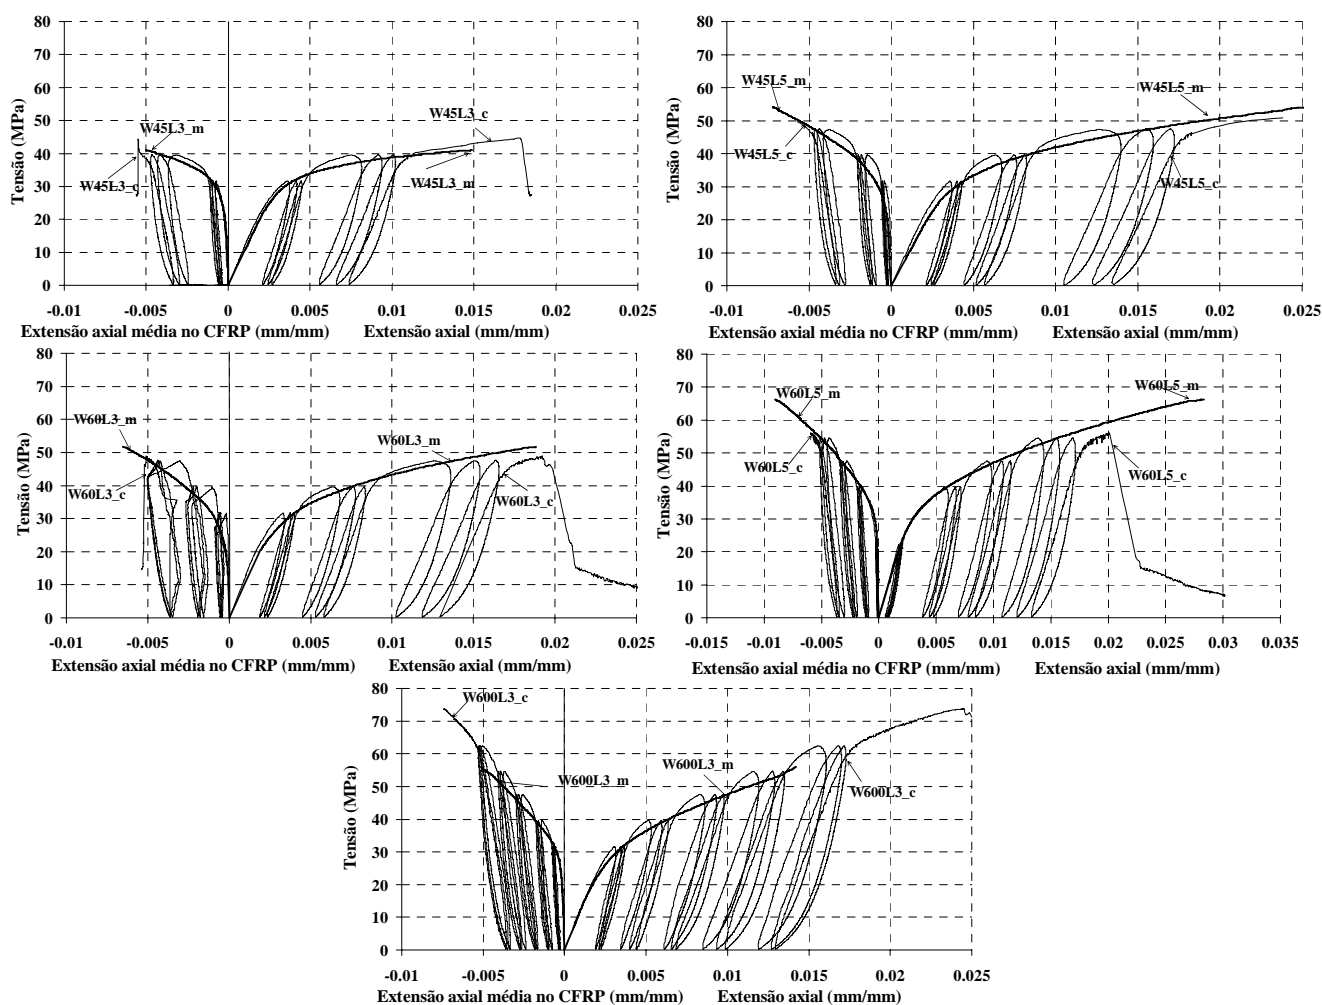 80
70
60
50
40
30
20
10
0
Tensão (MPa)
W45L3_m
W45L3_c
W45L3_c
W45L3_m
-0.01 -0.005 0 0.005 0.01 0.015 0.02 0.025
Extensão axial média no CFRP (mm/mm) Extensão axial (mm/mm)
80
70
60
50
40
30
20
10
0
Tensão (MPa)
W45L5_m
W45L5_m
W45L5_c
W45L5_c
-0.01 -0.005 0 0.005 0.01 0.015 0.02 0.025
Extensão axial média no CFRP (mm/mm) Extensão axial (mm/mm)
80
70
60
50
40
30
20
10
0
Tensão (MPa)
W60L3_m
W60L3_m
W60L3_c
W60L3_c
-0.01 -0.005 0 0.005 0.01 0.015 0.02 0.025
Extensão axial média no CFRP (mm/mm) Extensão axial (mm/mm)
80
70
60
50
40
30
20
10
0
Tensão (MPa)
W60L5_m
W60L5_m
W60L5_c
W60L5_c
-0.015 -0.01 -0.005 0 0.005 0.01 0.015 0.02 0.025 0.03 0.035
Extensão axial média no CFRP (mm/mm) Extensão axial (mm/mm)
80
70
60
50
40
30
20
10
0
Tensão (MPa)
W600L3_c
W600L3_m
W600L3_m
W600L3_c
-0.01 -0.005 0 0.005 0.01 0.015 0.02 0.025
Extensão axial média no CFRP (mm/mm) Extensão axial (mm/mm)